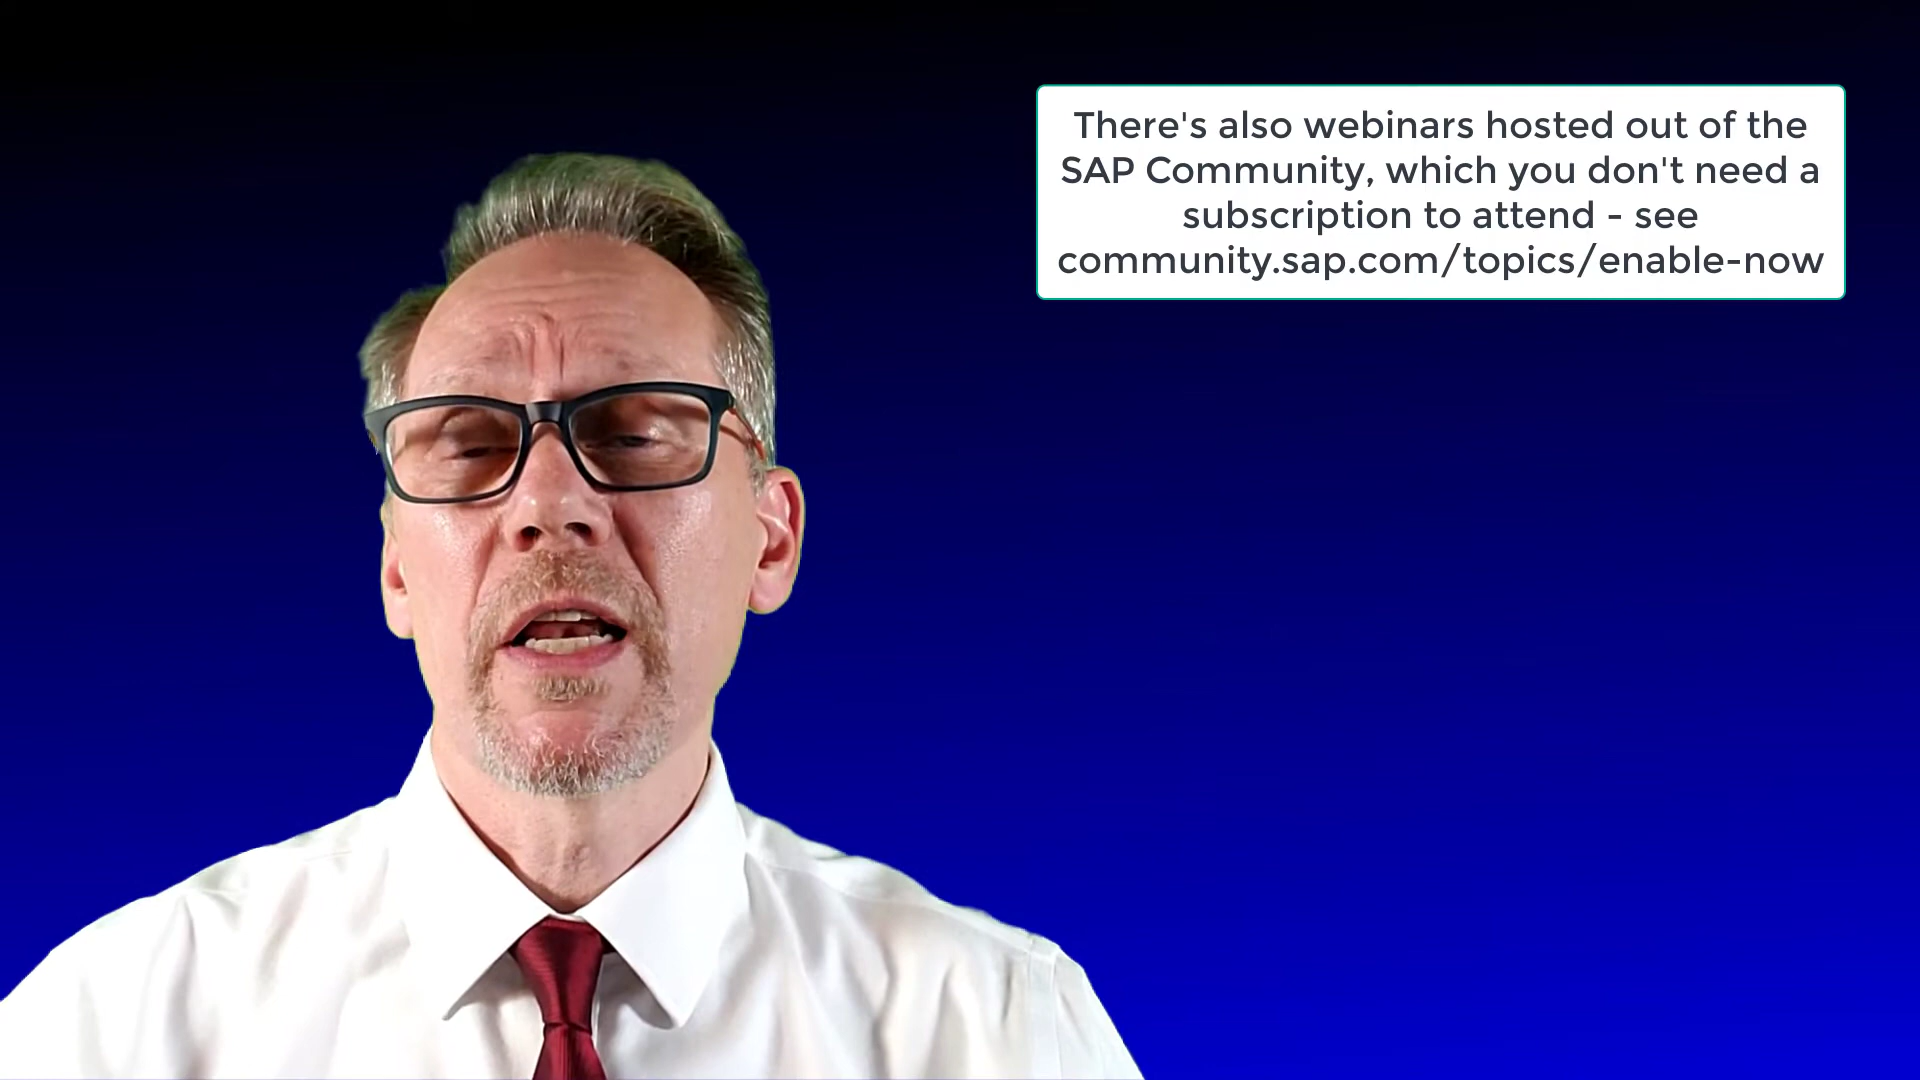 There's also webinars hosted out of the
SAP Community, which you don't need a
subscription to attend - see
community.sap.com/topics/enable-now